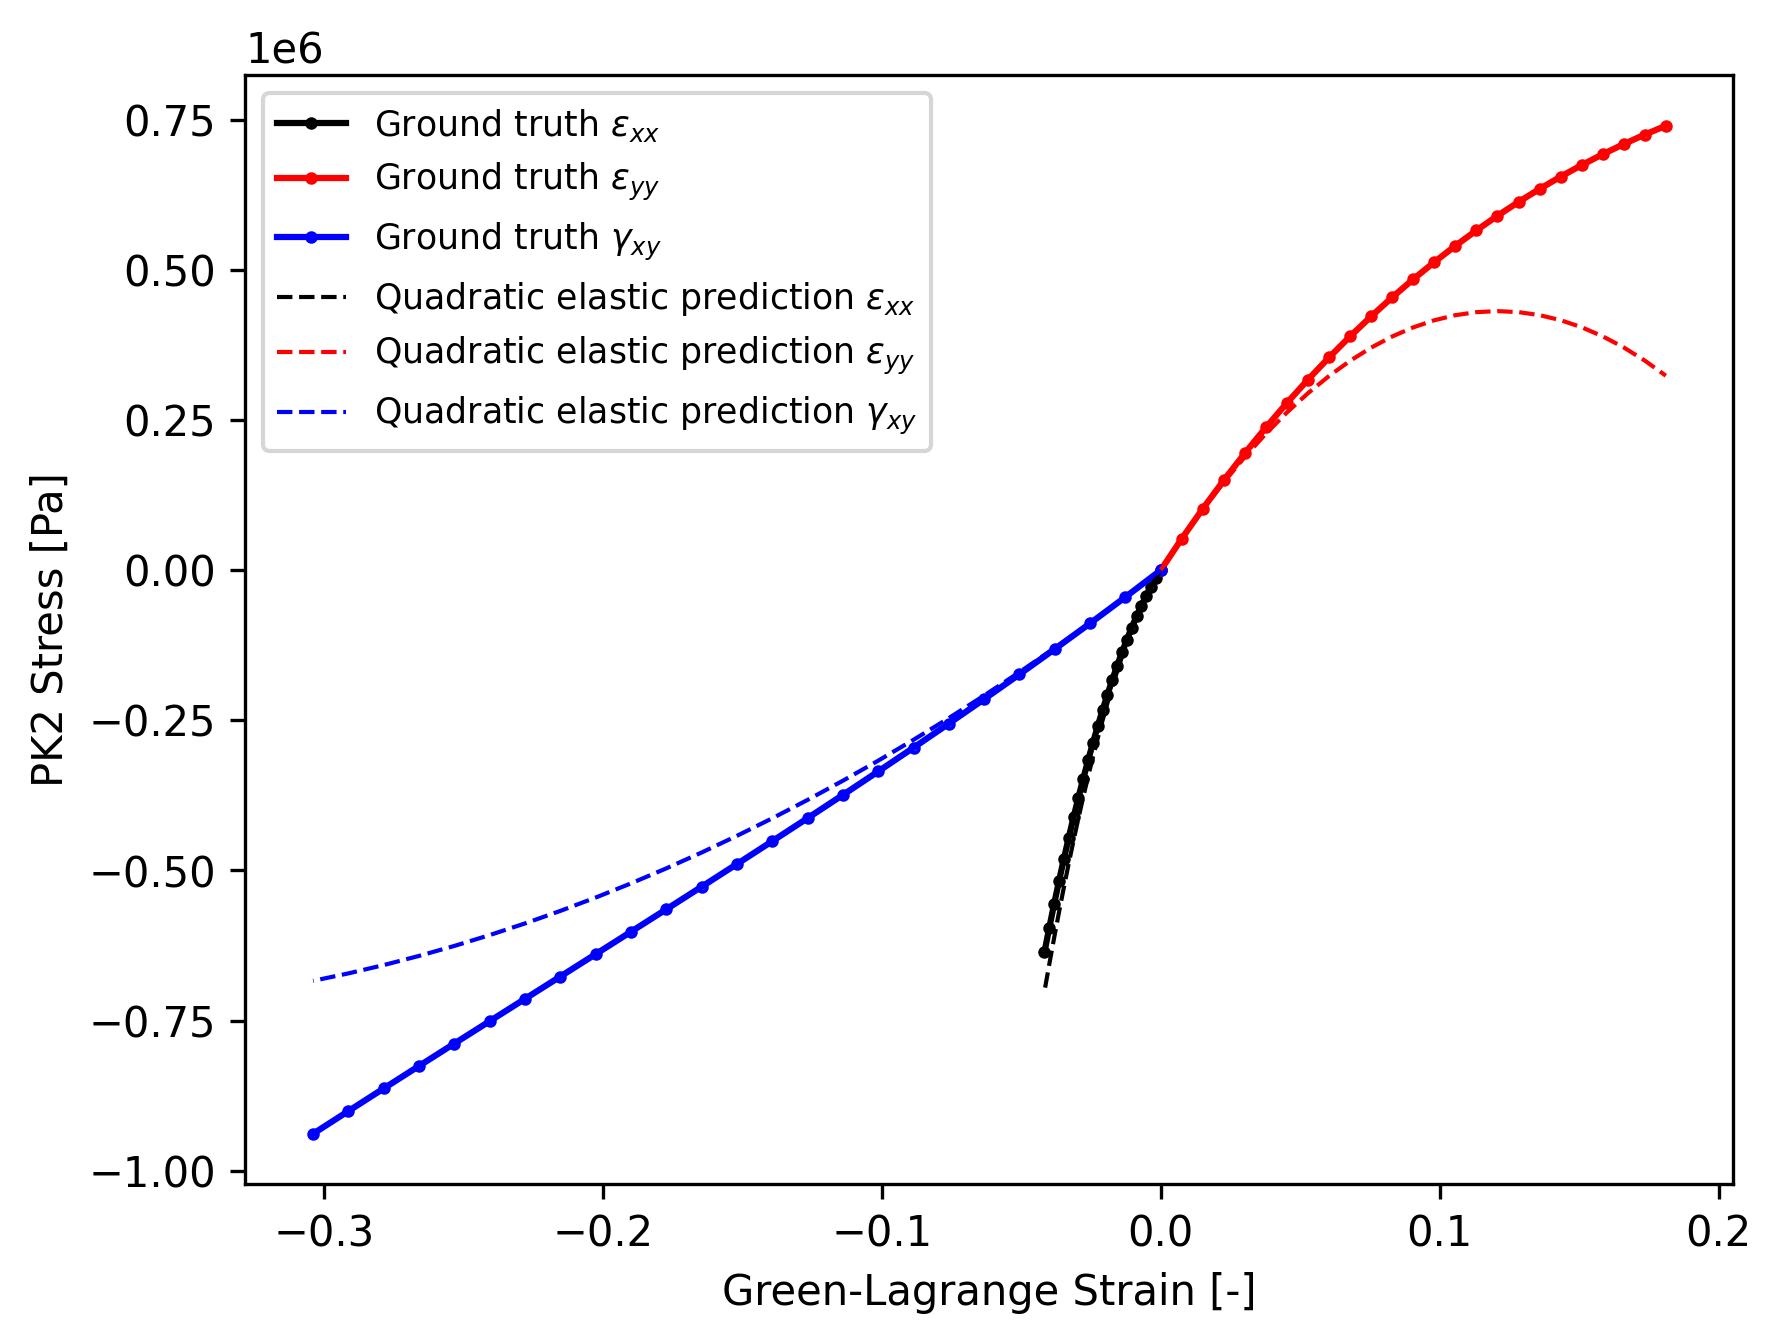 1e6
0.75
0.50
0.25
0.00
−0.25
−0.50
−0.75
−1.00
PK2 Stress [Pa]
Ground truth εxx
Ground truth εyy
Ground truth γxy
Quadratic elastic prediction εxx
Quadratic elastic prediction εyy
Quadratic elastic prediction γxy
−0.3 −0.2 −0.1 0.0 0.1 0.2
Green-Lagrange Strain [-]